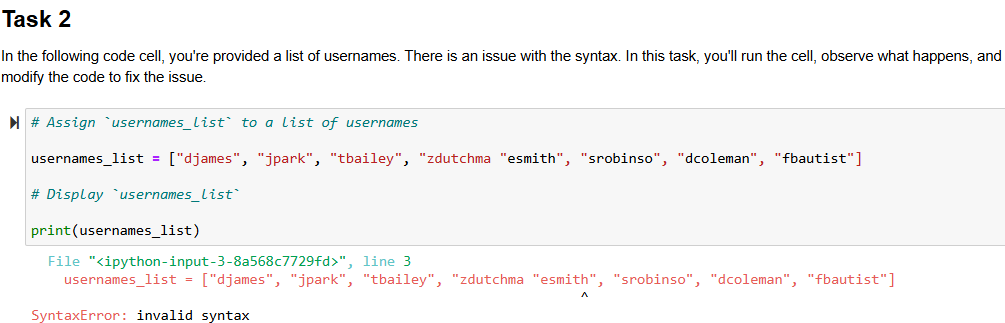 Task 2
In the following code cell, you're provided a list of usernames. There is an issue with the syntax. In this task, you'll run the cell, observe what happens, and
modify the code to fix the issue.
# Assign `usernames_list` to a list of usernames
usernames_list = ["djames", "jpark", "tbailey", "zdutchma "esmith", "srobinso", "dcoleman", "fbautist"]
# Display `usernames_list`
print(usernames_list)
File "<ipython-input-3-8a568c7729fd>", line 3
usernames_list = ["djames", "jpark", "tbailey", "zdutchma "esmith", "srobinso", "dcoleman", "fbautist"]
^
SyntaxError: invalid syntax